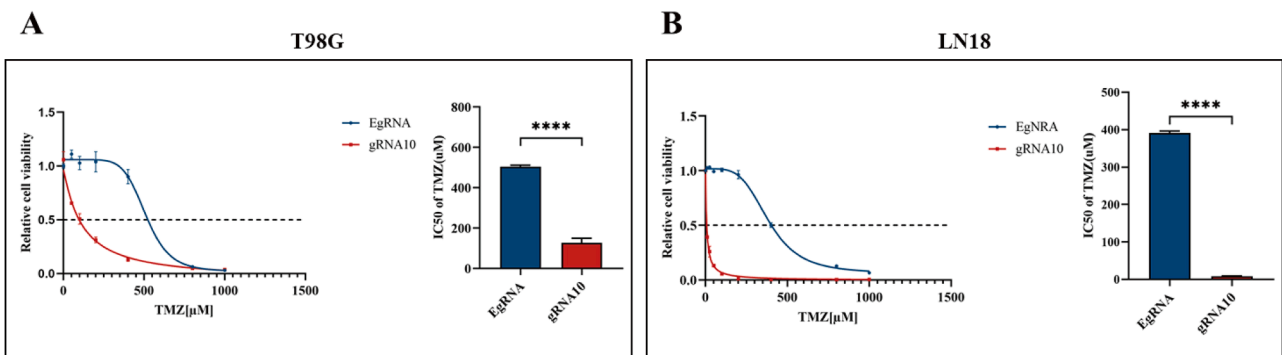 A
T98G
1.5
1.0
0.5
0.0
Relative cell viability
0
500
1000
1500
TMZ[μM]
EgRNA
gRNA10
800
600
400
200
0
IC50 of TMZ(uM)
****
EgRNA
gRNA10
B
LN18
1.5
1.0
0.5
0.0
Relative cell viability
0
500
1000
1500
TMZ[μM]
EgNRA
gRNA10
500
400
300
200
100
0
IC50 of TMZ(uM)
****
EgRNA
gRNA10